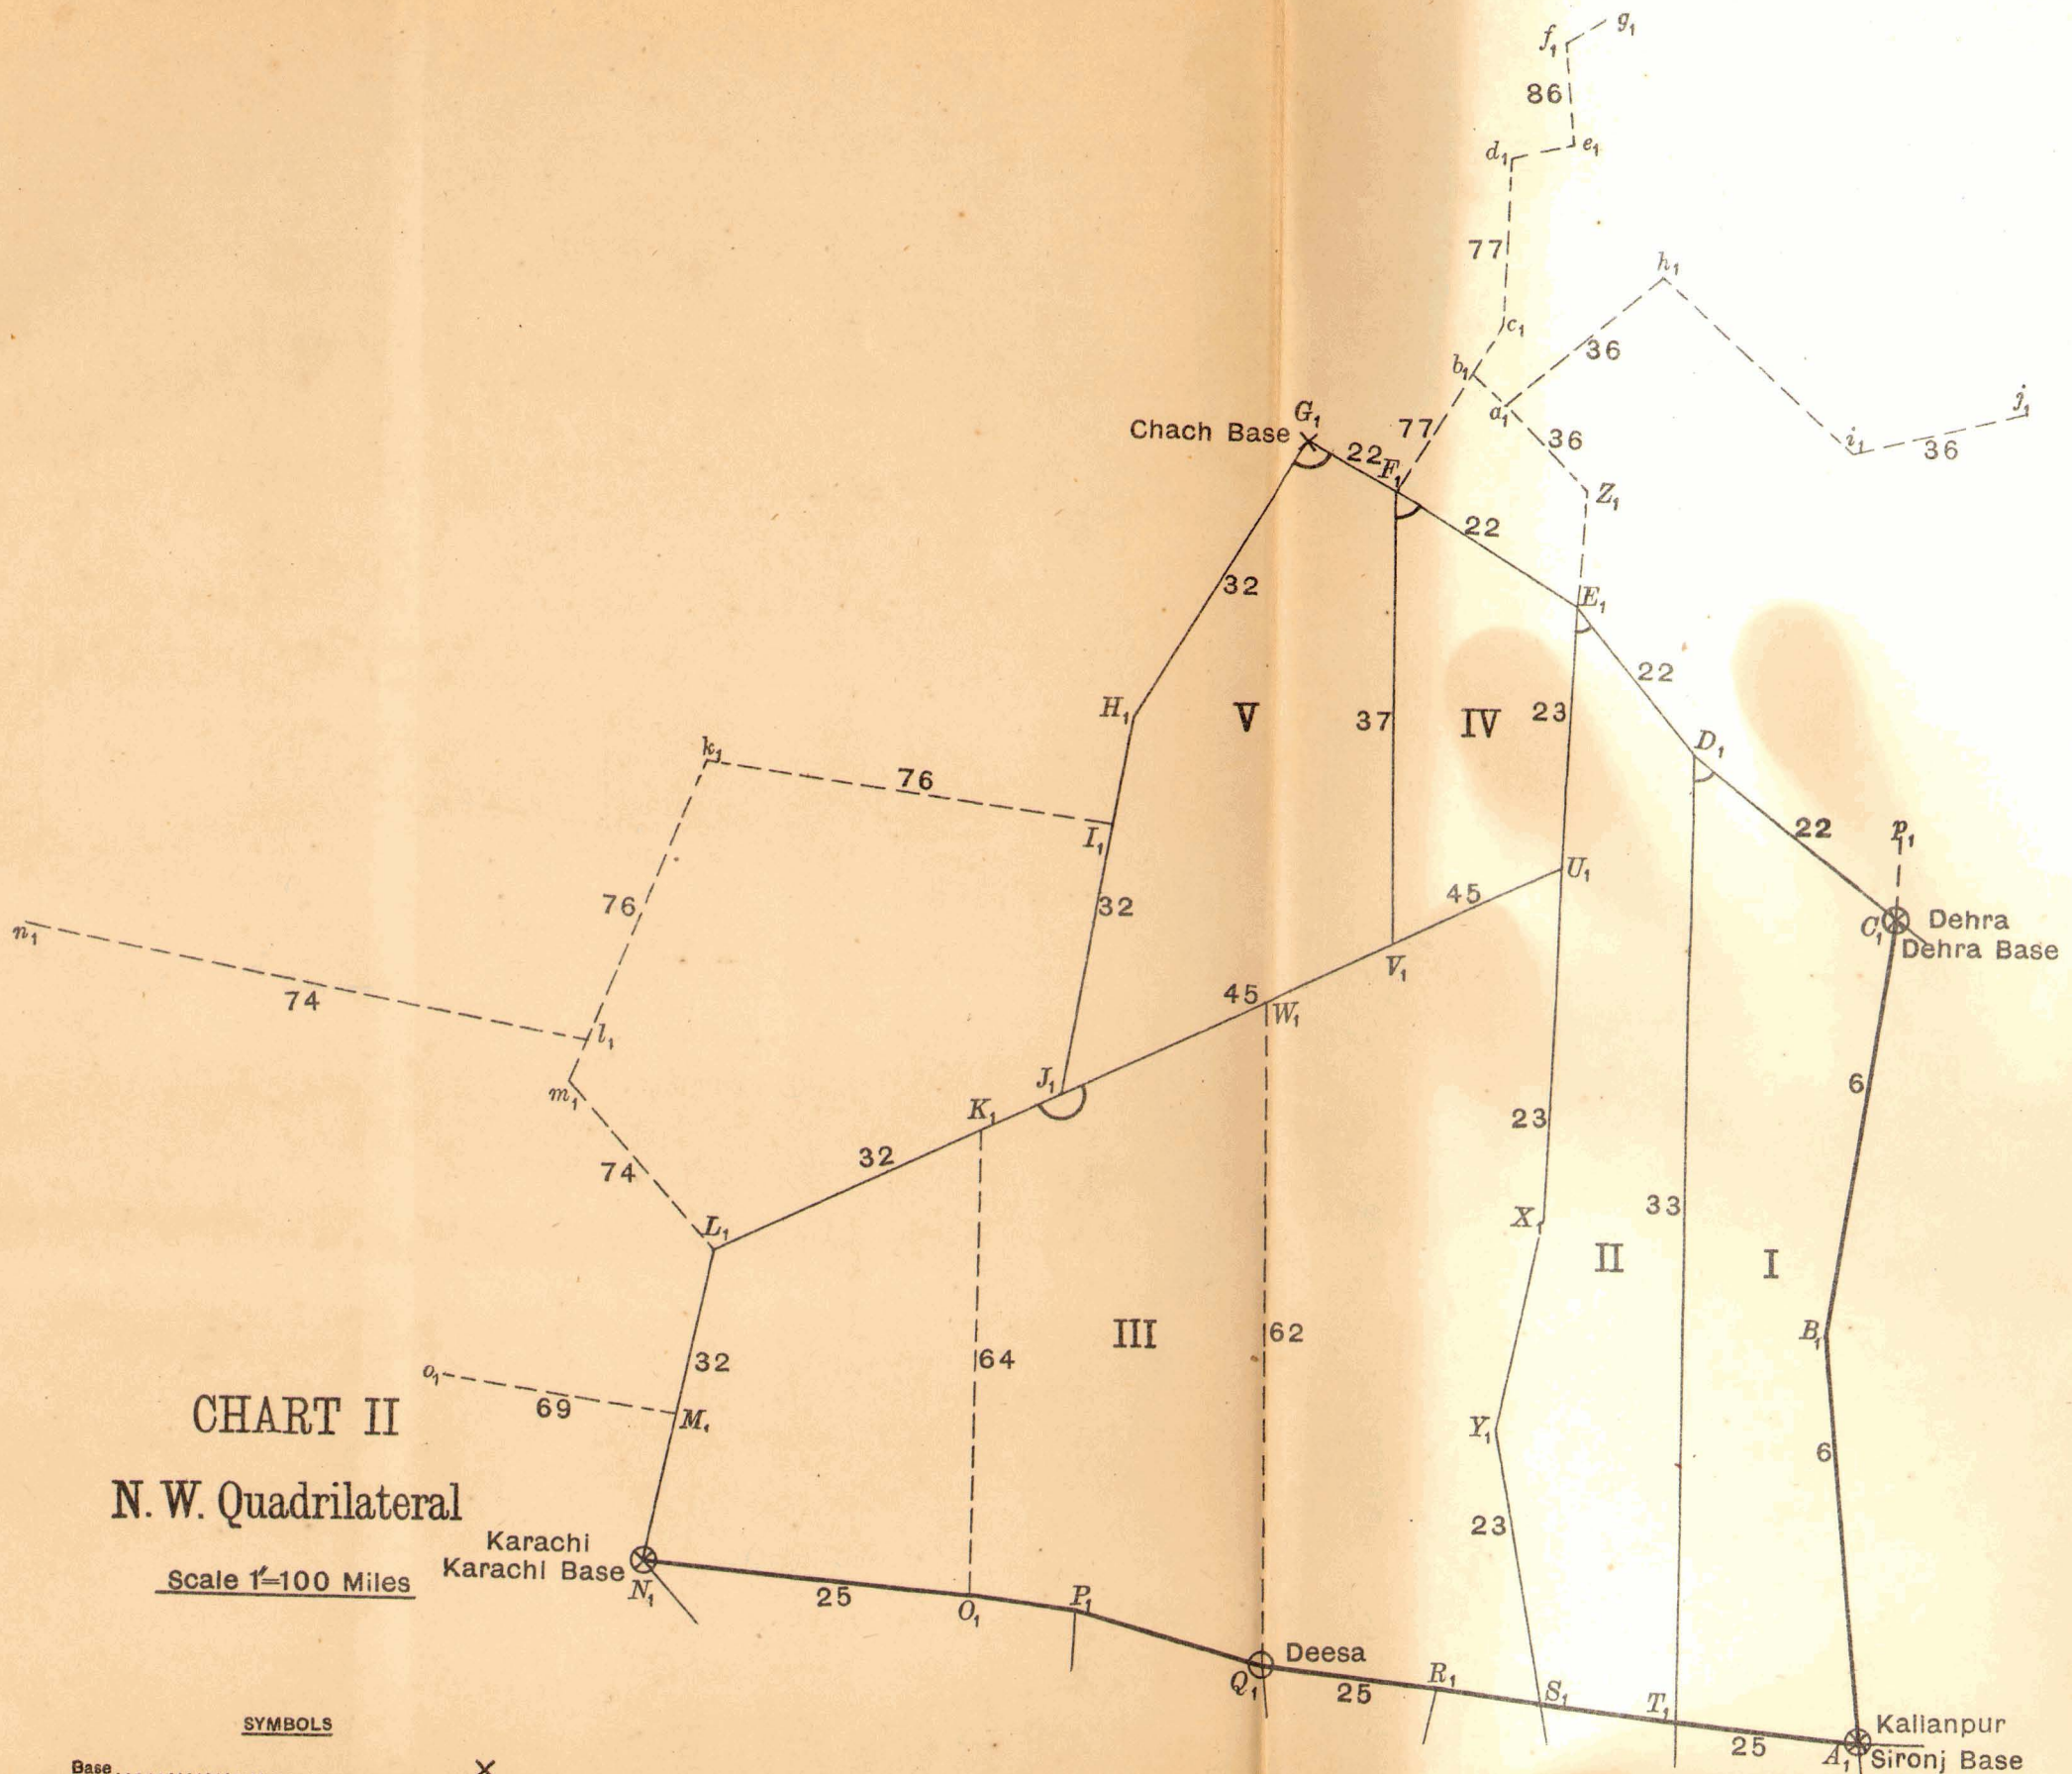 g₁
f₁
86
d₁
e₁
77
h₁
c₁
36
b₁
a₁
j₁
G₁
Chach Base
77
22
F₁
36
i₁
36
Z₁
22
32
E₁
22
H₁
V
37
IV
23
D₁
k₁
76
I₁
22
p₁
76
32
45
U₁
n₁
C₁
Dehra
Dehra Base
74
45
V₁
W₁
l₁
m₁
J₁
K₁
6
23
32
74
L₁
X₁
33
II
I
III
62
B₁
32
64
o₁
69
M₁
Y₁
6
CHART II
N. W. Quadrilateral
23
Karachi
Karachi Base
Scale 1″=100 Miles
N₁
25
O₁
P₁
Deesa
Q₁
25
R₁
S₁
T₁
25
Kalianpur
A₁
Sironj Base
SYMBOLS
Base